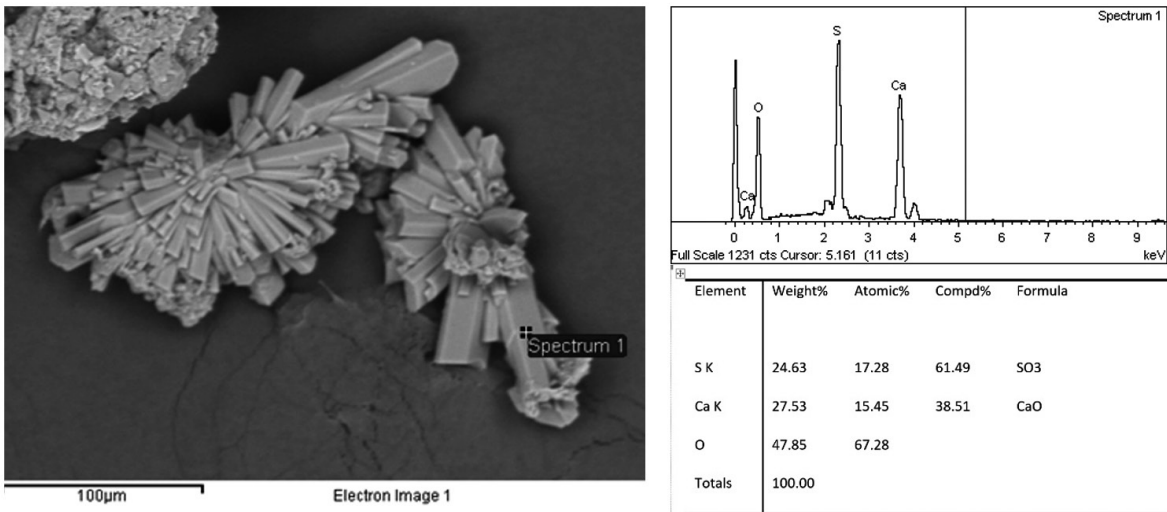 Spectrum 1
100µm
Electron Image 1
Spectrum 1
S
Ca
O
Ca
0 1 2 3 4 5 6 7 8 9
Full Scale 1231 cts Cursor: 5.161 (11 cts)
keV
Element Weight% Atomic% Compd% Formula
S K 24.63 17.28 61.49 SO3
Ca K 27.53 15.45 38.51 CaO
O 47.85 67.28
Totals 100.00